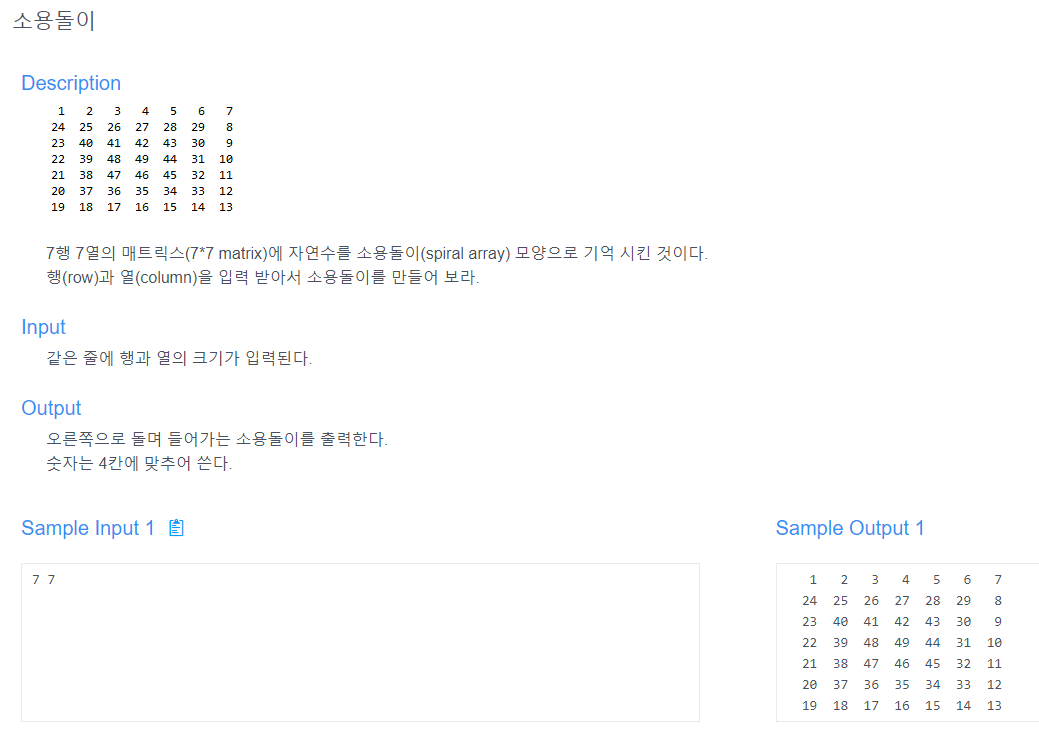 소용돌이
Description
1 2 3 4 5 6 7
24 25 26 27 28 29 8
23 40 41 42 43 30 9
22 39 48 49 44 31 10
21 38 47 46 45 32 11
20 37 36 35 34 33 12
19 18 17 16 15 14 13
7행 7열의 매트릭스(7*7 matrix)에 자연수를 소용돌이(spiral array) 모양으로 기억 시킨 것이다.
행(row)과 열(column)을 입력 받아서 소용돌이를 만들어 보라.
Input
같은 줄에 행과 열의 크기가 입력된다.
Output
오른쪽으로 돌며 들어가는 소용돌이를 출력한다.
숫자는 4칸에 맞추어 쓴다.
Sample Input 1
7 7
Sample Output 1
1 2 3 4 5 6 7
24 25 26 27 28 29 8
23 40 41 42 43 30 9
22 39 48 49 44 31 10
21 38 47 46 45 32 11
20 37 36 35 34 33 12
19 18 17 16 15 14 13